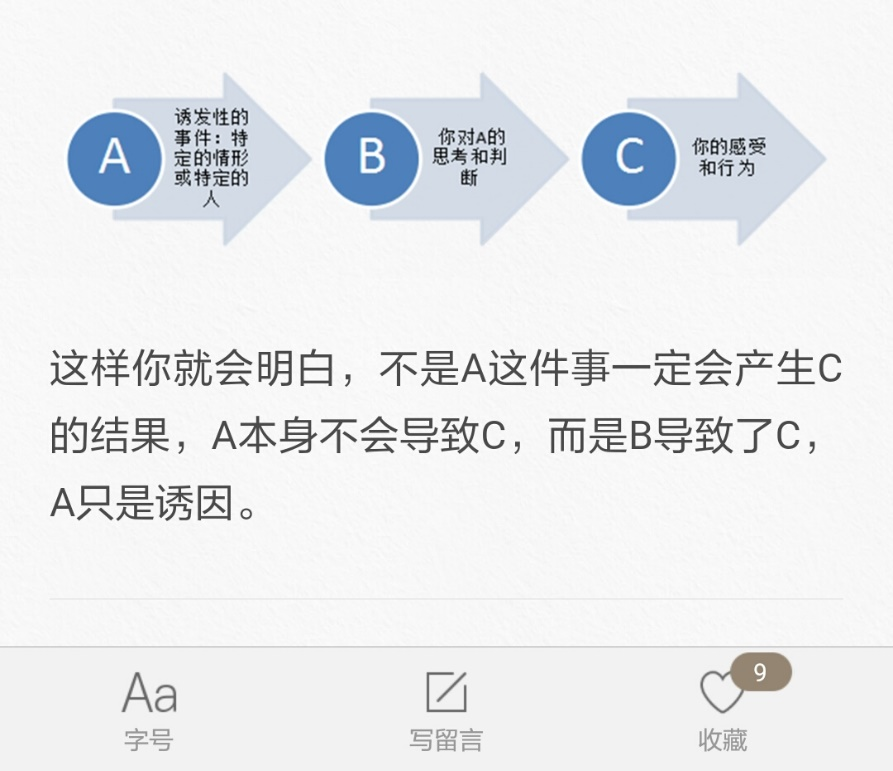 A
诱发性的
事件：特
定的情形
或特定的
人
B
你对A的
思考和判
断
C
你的感受
和行为
这样你就会明白，不是A这件事一定会产生C
的结果，A本身不会导致C，而是B导致了C，
A只是诱因。
Aa
9
字号
写留言
收藏